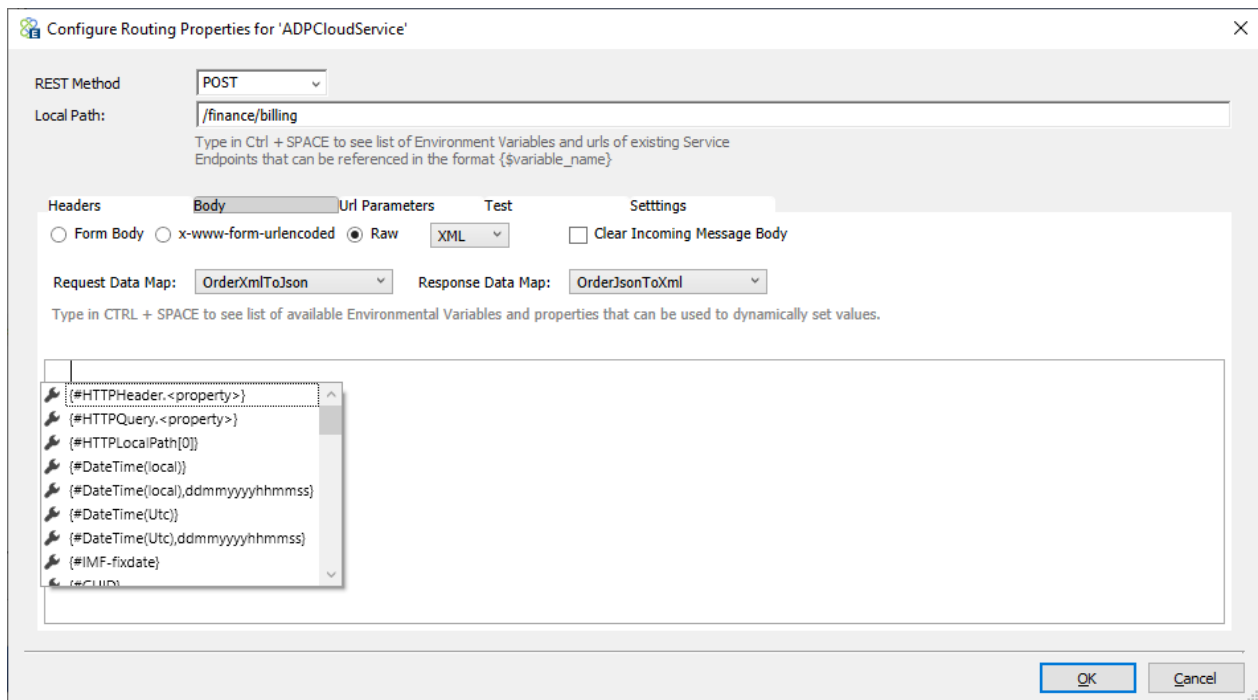 Configure Routing Properties for 'ADPCloudService'
REST Method POST
Local Path: /finance/billing
Type in Ctrl + SPACE to see list of Environment Variables and urls of existing Service
Endpoints that can be referenced in the format {$variable_name}
Headers Body Url Parameters Test Setttings
Form Body x-www-form-urlencoded Raw XML Clear Incoming Message Body
Request Data Map: OrderXmlToJson Response Data Map: OrderJsonToXml
Type in CTRL + SPACE to see list of available Environmental Variables and properties that can be used to dynamically set values.
{#HTTPHeader.<property>}
{#HTTPQuery.<property>}
{#HTTPLocalPath[0]}
{#DateTime(local)}
{#DateTime(local),ddmmyyyyhhmmss}
{#DateTime(Utc)}
{#DateTime(Utc),ddmmyyyyhhmmss}
{#IMF-fixdate}
{#GUID}
OK Cancel